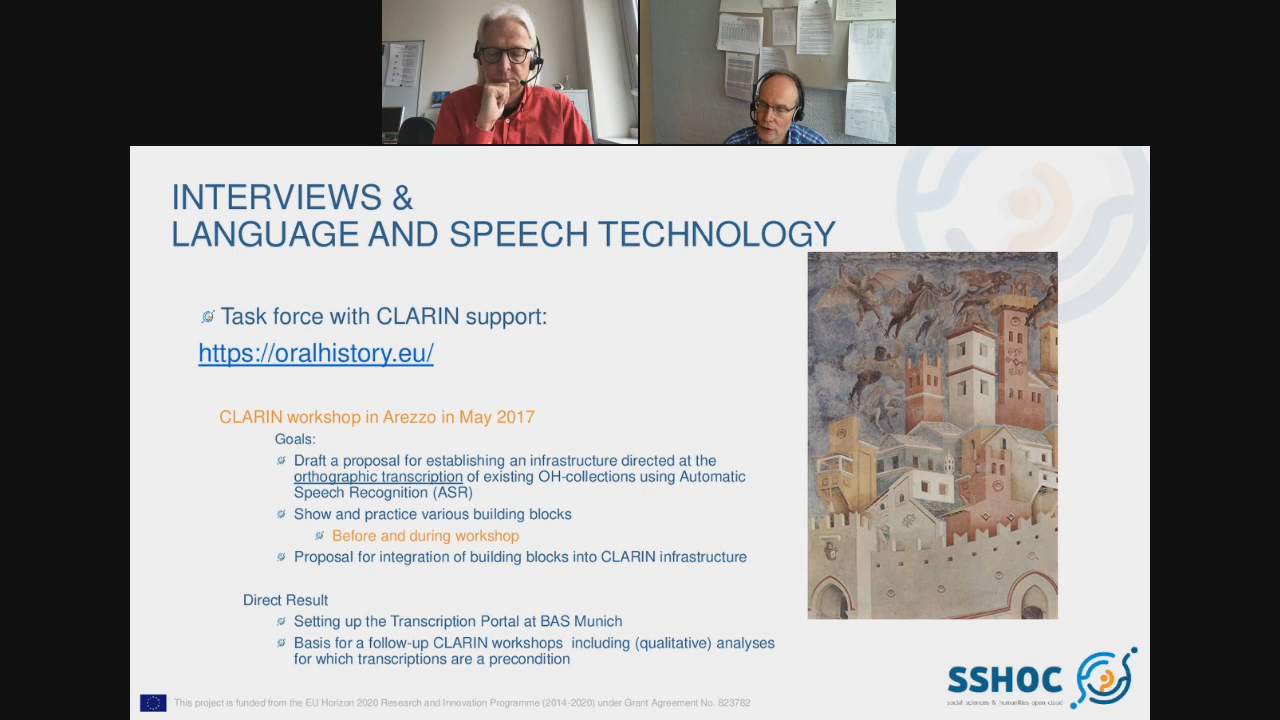 INTERVIEWS &
LANGUAGE AND SPEECH TECHNOLOGY
Task force with CLARIN support:
https://oralhistory.eu/
CLARIN workshop in Arezzo in May 2017
Goals:
Draft a proposal for establishing an infrastructure directed at the
orthographic transcription of existing OH-collections using Automatic
Speech Recognition (ASR)
Show and practice various building blocks
Before and during workshop
Proposal for integration of building blocks into CLARIN infrastructure
Direct Result
Setting up the Transcription Portal at BAS Munich
Basis for a follow-up CLARIN workshops including (qualitative) analyses
for which transcriptions are a precondition
SSHOC
social sciences & humanities open cloud
This project is funded from the EU Horizon 2020 Research and Innovation Programme (2014-2020) under Grant Agreement No. 823782